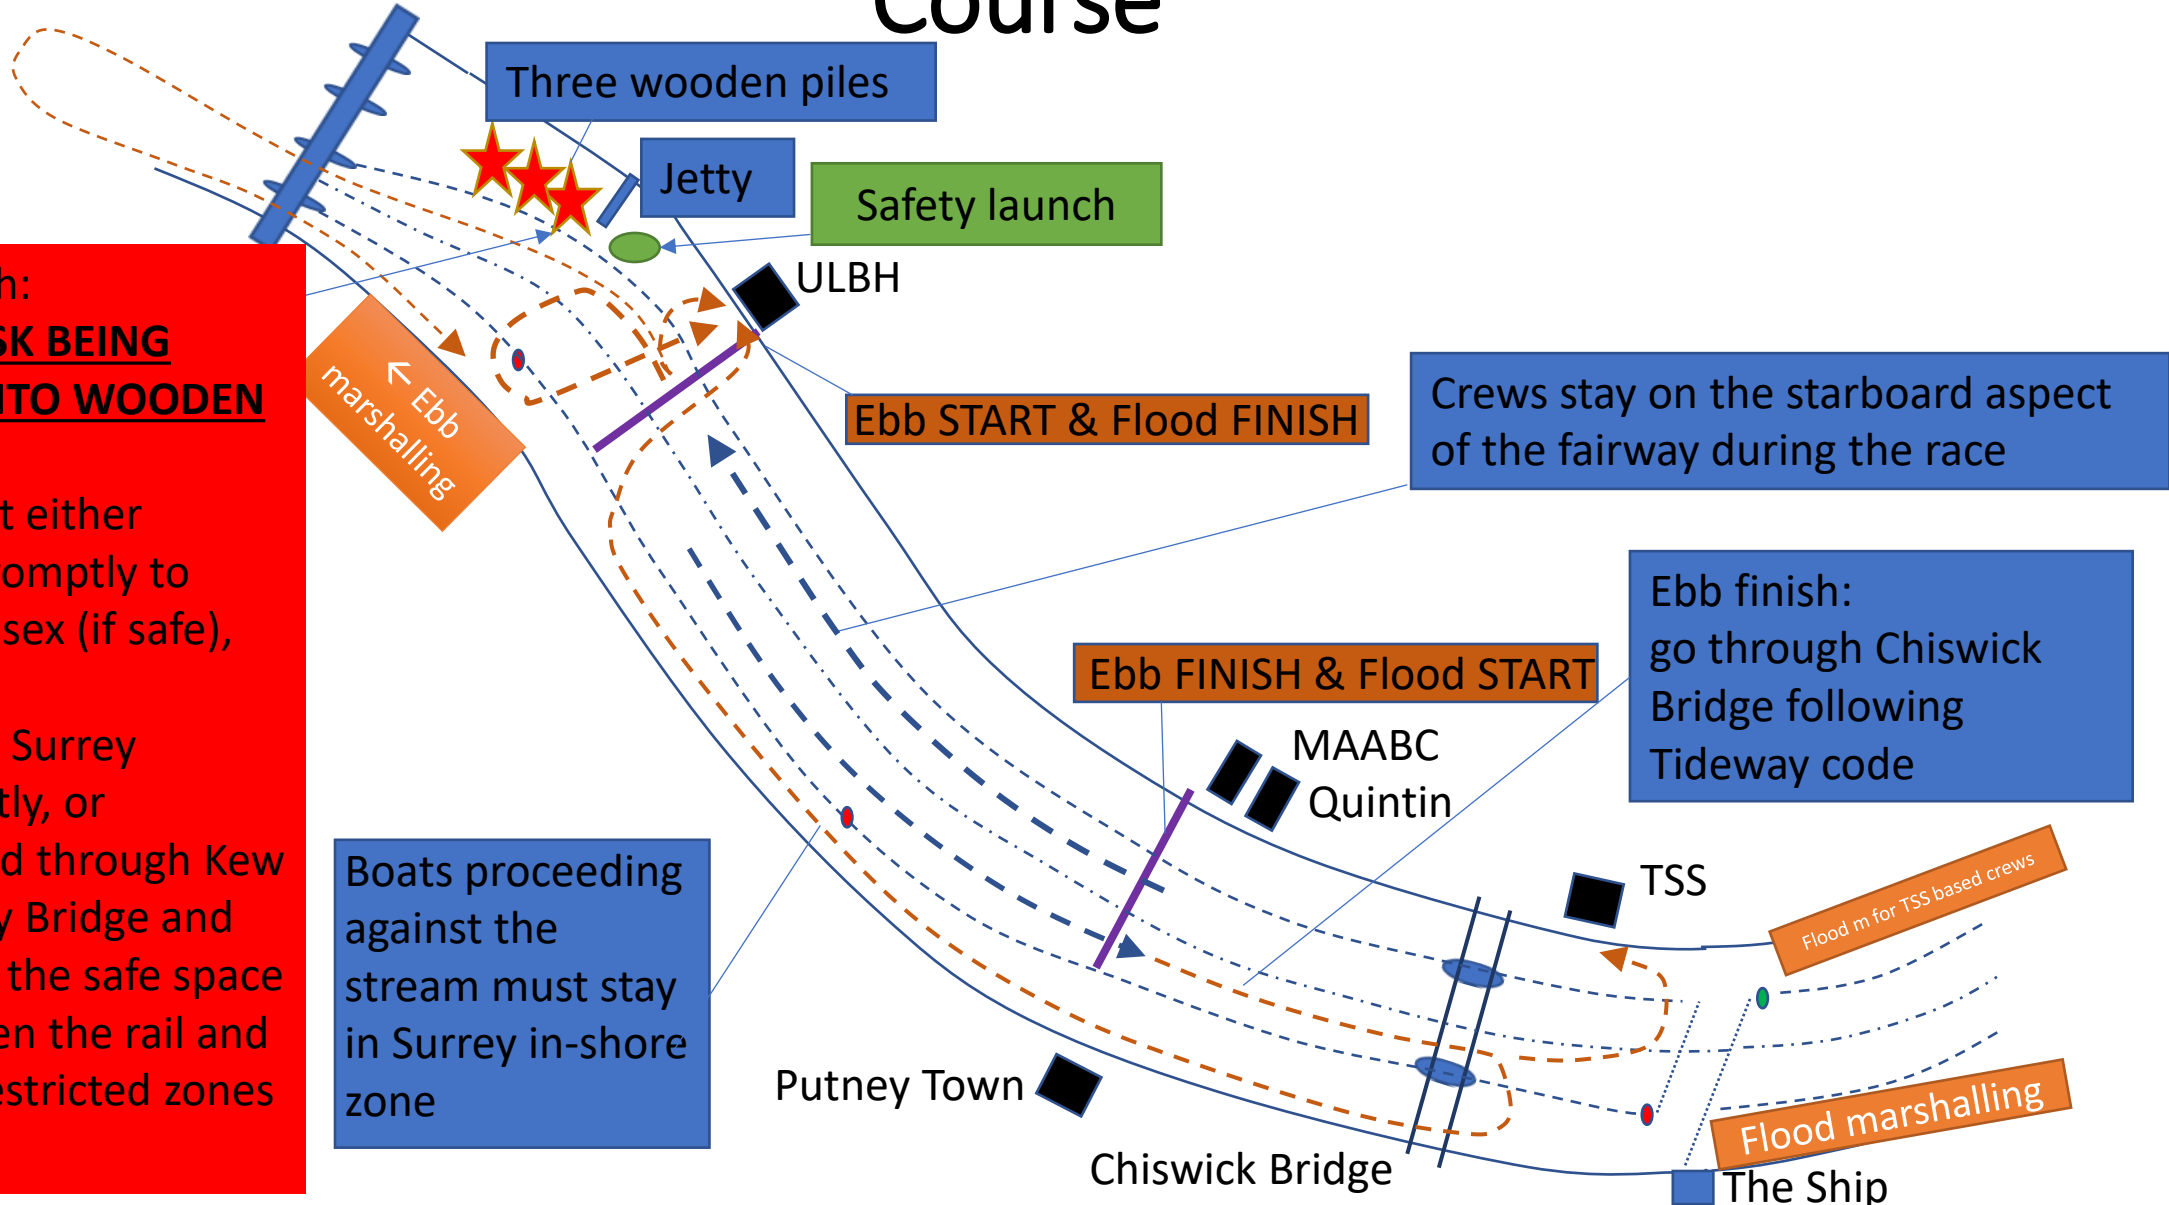 Course
Three wooden piles
Jetty
Safety launch
ULBH
h:
SK BEING
NTO WOODEN
← Ebb
marshalling
Ebb START & Flood FINISH
Crews stay on the starboard aspect
of the fairway during the race
t either
romptly to
sex (if safe),
Surrey
tly, or
d through Kew
y Bridge and
the safe space
en the rail and
estricted zones
Ebb finish:
go through Chiswick
Bridge following
Tideway code
Ebb FINISH & Flood START
MAABC
Quintin
TSS
Flood m for TSS based crews
Boats proceeding
against the
stream must stay
in Surrey in-shore
zone
Putney Town
Chiswick Bridge
Flood marshalling
The Ship